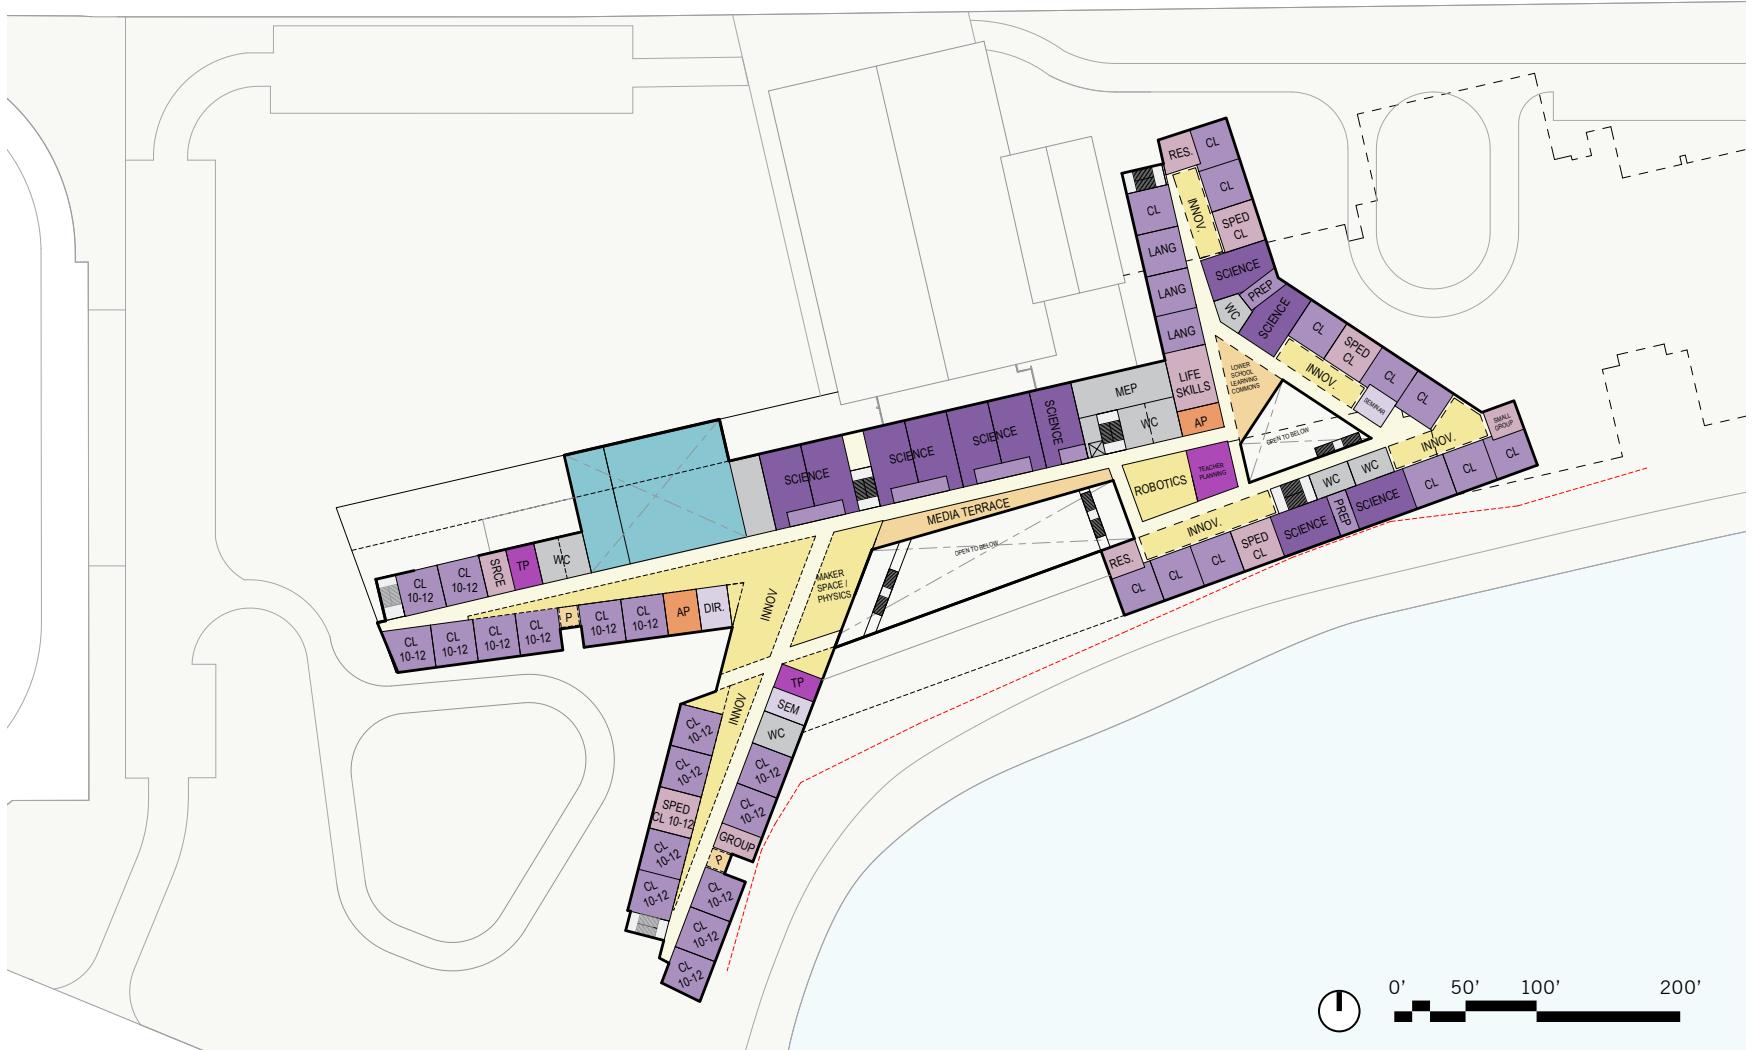 RES.
CL
CL
INNOV.
CL
SPED
CL
LANG
SCIENCE
LANG
PREP
WC
SCIENCE
LANG
CL
SPED
CL
LIFE
SKILLS
LOWER
SCHOOL
LEARNING
COMMONS
INNOV.
CL
CL
SEMINAR
AP
MEP
WC
SCIENCE
SCIENCE
SCIENCE
SCIENCE
OPEN TO BELOW
SMALL
GROUP
INNOV.
CL
CL
CL
WC
WC
SCIENCE
PREP
SCIENCE
ROBOTICS
TEACHER
PLANNING
INNOV.
SPED
CL
CL
CL
CL
RES.
MEDIA TERRACE
OPEN TO BELOW
MAKER
SPACE /
PHYSICS
INNOV
WC
TP
SRCE
CL
10-12
CL
10-12
CL
10-12
CL
10-12
CL
10-12
CL
10-12
P
CL
10-12
CL
10-12
AP
DIR.
INNOV
TP
SEM
WC
CL
10-12
CL
10-12
GROUP
P
CL
10-12
CL
10-12
CL
10-12
CL
10-12
CL
10-12
SPED
CL 10-12
CL
10-12
CL
10-12
0' 50' 100' 200'